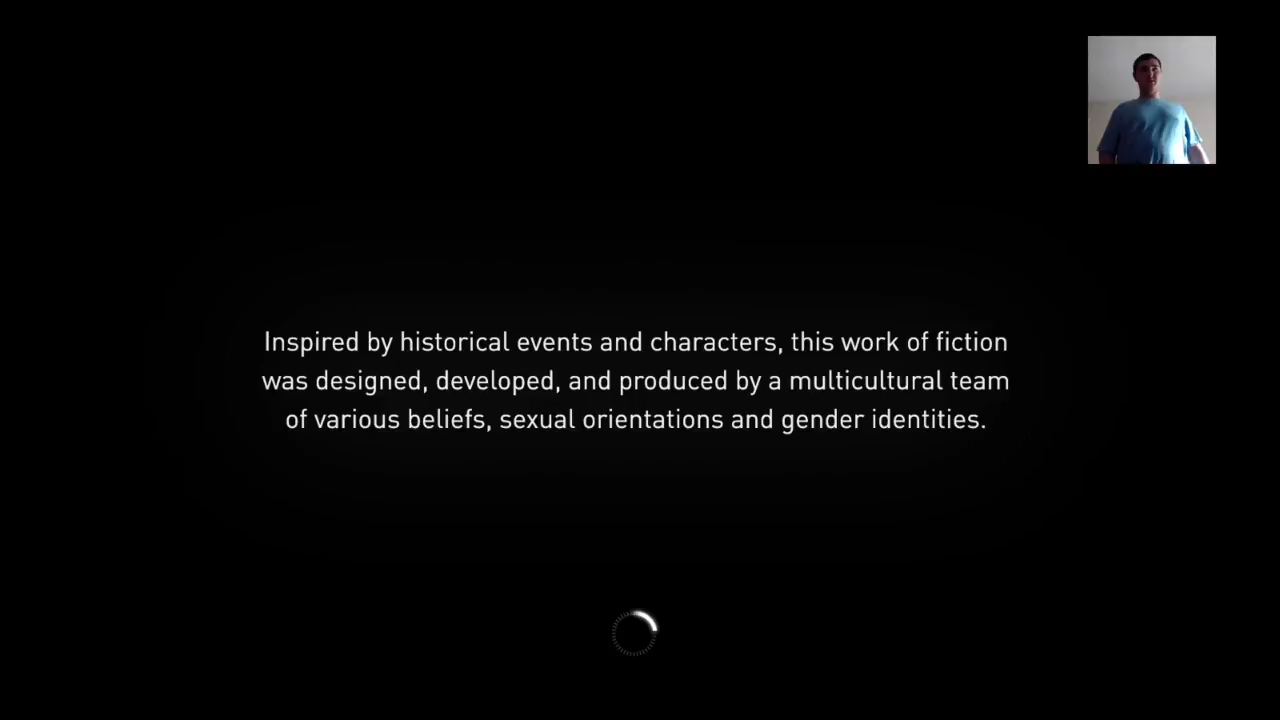 Inspired by historical events and characters, this work of fiction
was designed, developed, and produced by a multicultural team
of various beliefs, sexual orientations and gender identities.